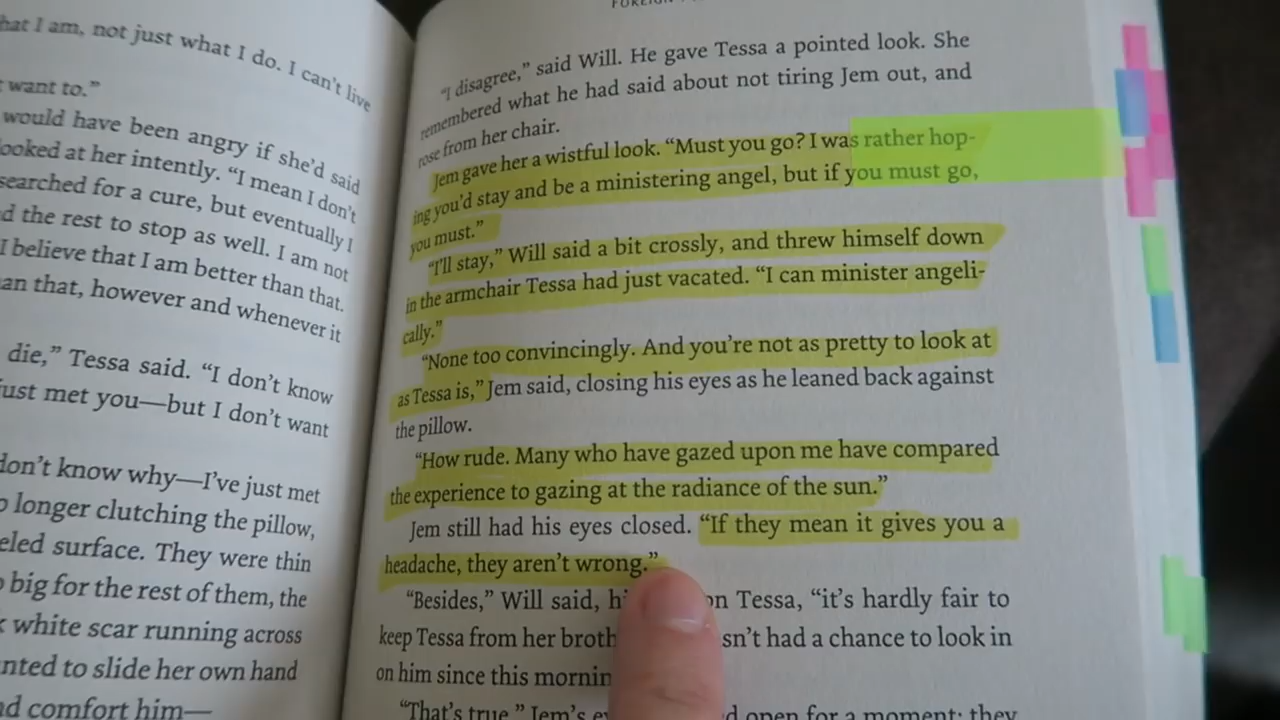 hat I am, not just what I do. I can't live
want to."
would have been angry if she'd said
ooked at her intently. "I mean I don't
searched for a cure, but eventually I
d the rest to stop as well. I am not
I believe that I am better than that.
an that, however and whenever it
die," Tessa said. "I don't know
ust met you—but I don't want
don't know why—I've just met
o longer clutching the pillow,
eled surface. They were thin
o big for the rest of them, the
k white scar running across
nted to slide her own hand
nd comfort him—
FOREIGN
"I disagree," said Will. He gave Tessa a pointed look. She
remembered what he had said about not tiring Jem out, and
rose from her chair.
Jem gave her a wistful look. "Must you go? I was rather hop-
ing you'd stay and be a ministering angel, but if you must go,
you must."
"I'll stay," Will said a bit crossly, and threw himself down
in the armchair Tessa had just vacated. "I can minister angeli-
cally."
"None too convincingly. And you're not as pretty to look at
as Tessa is," Jem said, closing his eyes as he leaned back against
the pillow.
"How rude. Many who have gazed upon me have compared
the experience to gazing at the radiance of the sun."
Jem still had his eyes closed. "If they mean it gives you a
headache, they aren't wrong."
"Besides," Will said, hi on Tessa, "it's hardly fair to
keep Tessa from her broth sn't had a chance to look in
on him since this mornin
"That's true," Jem's e d open for a moment; they